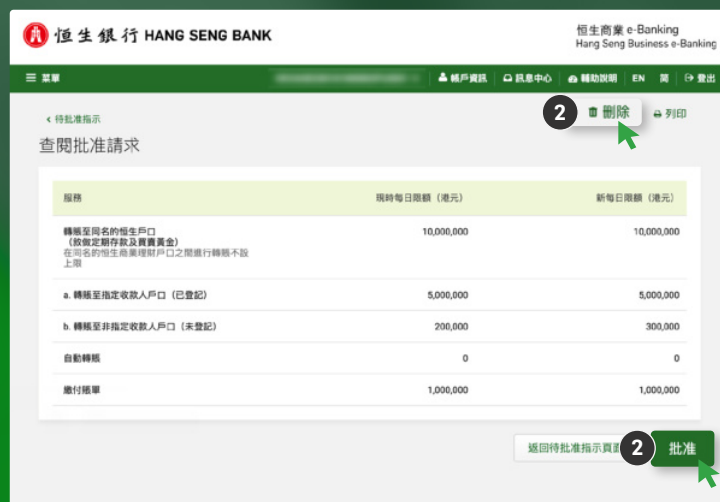 恒生銀行 HANG SENG BANK
恒生商業 e-Banking
Hang Seng Business e-Banking
菜單
帳戶資訊
訊息中心
輔助說明
EN
简
登出
待批准指示
2
刪除
列印
查閱批准請求
服務 現時每日限額（港元） 新每日限額（港元）
轉賬至同名的恒生戶口 10,000,000 10,000,000
（敘做定期存款及買賣黃金）
在同名的恒生商業理財戶口之間進行轉賬不設
上限
a. 轉賬至指定收款人戶口（已登記） 5,000,000 5,000,000
b. 轉賬至非指定收款人戶口（未登記） 200,000 300,000
自動轉賬 0 0
繳付賬單 1,000,000 1,000,000
返回待批准指示頁
2
批准